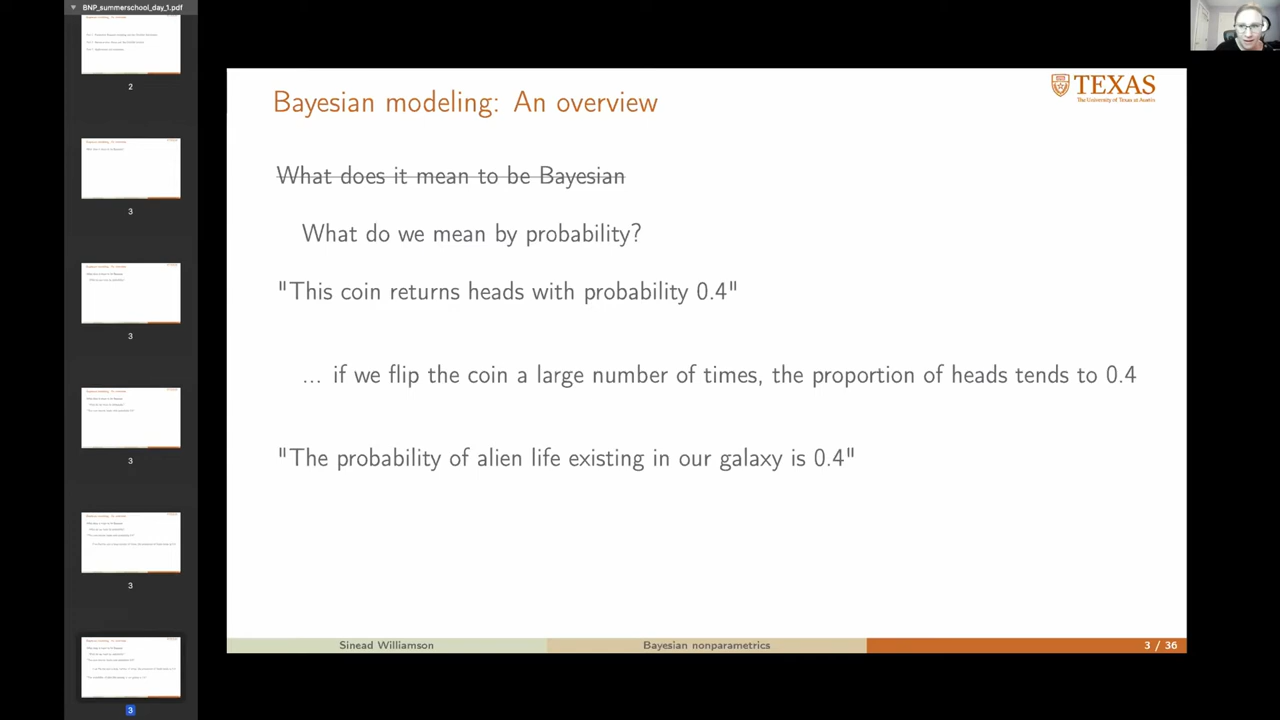 BNP_summerschool_day_1.pdf
2
3
3
3
3
3
TEXAS
The University of Texas at Austin
Bayesian modeling: An overview
What does it mean to be Bayesian
What do we mean by probability?
"This coin returns heads with probability 0.4"
... if we flip the coin a large number of times, the proportion of heads tends to 0.4
"The probability of alien life existing in our galaxy is 0.4"
Sinead Williamson
Bayesian nonparametrics
3 / 36